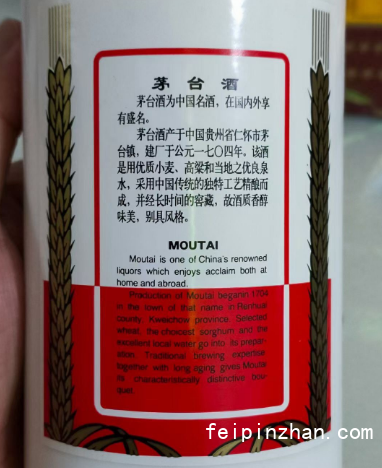 茅台酒
茅台酒为中国名酒，在国内外享
有盛名。
茅台酒产于中国贵州省仁怀市茅
台镇，建厂于公元一七〇四年。该酒
是用优质小麦、高粱和当地之优良泉
水，采用中国传统的独特工艺精酿而
成，并经长时间的窖藏，故酒质香醇
味美，别具风格。
MOUTAI
Moutai is one of China's renowned
liquors which enjoys acclaim both at
home and abroad.
Production of Moutai began in 1704
in the town of that name in Renhuai
county, Kweichow province. Selected
wheat, the choicest sorghum and the
excellent local water go into its prepar-
ation. Traditional brewing expertise
together with long aging gives Moutai
its characteristically distinctive bou-
quet.
feipinzhan.com